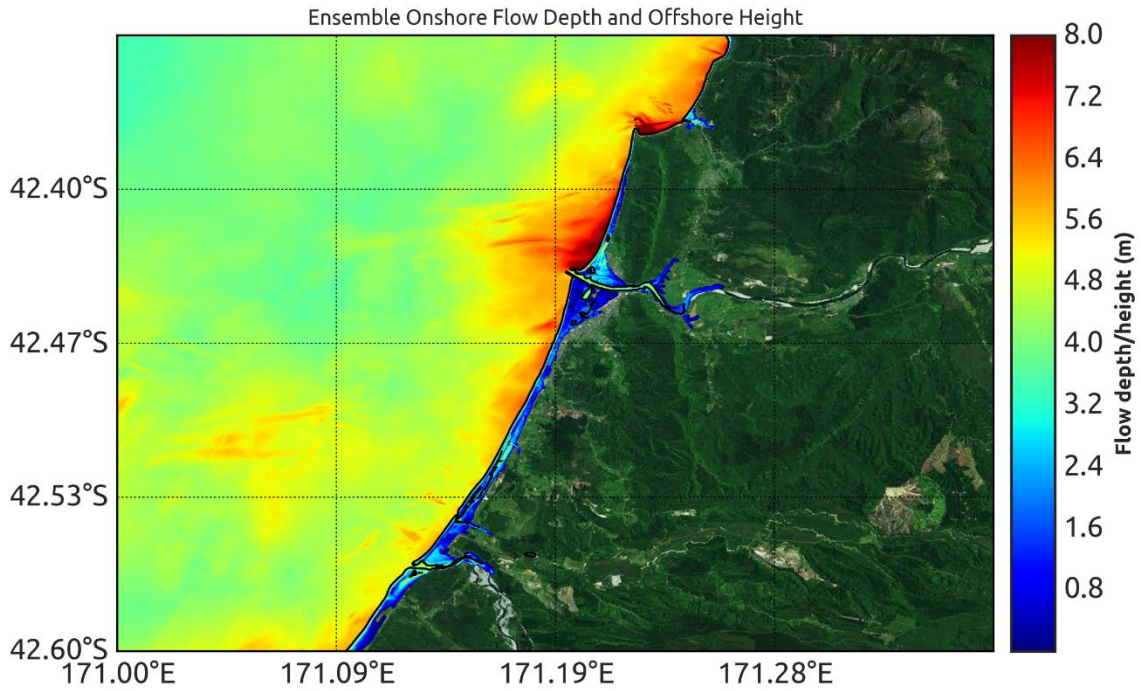 Ensemble Onshore Flow Depth and Offshore Height
42.40°S
42.47°S
42.53°S
42.60°S
171.00°E
171.09°E
171.19°E
171.28°E
8.0
7.2
6.4
5.6
4.8
4.0
3.2
2.4
1.6
0.8
Flow depth/height (m)